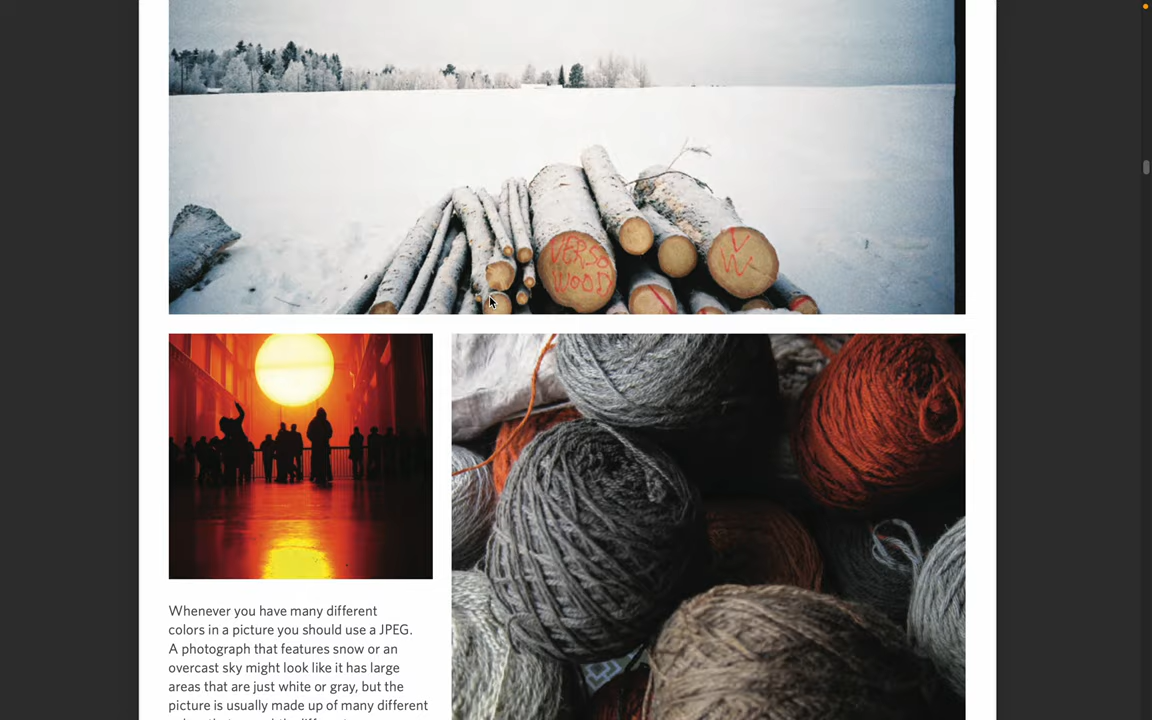 VERSO
WOOD
V
W
Whenever you have many different
colors in a picture you should use a JPEG.
A photograph that features snow or an
overcast sky might look like it has large
areas that are just white or gray, but the
picture is usually made up of many different